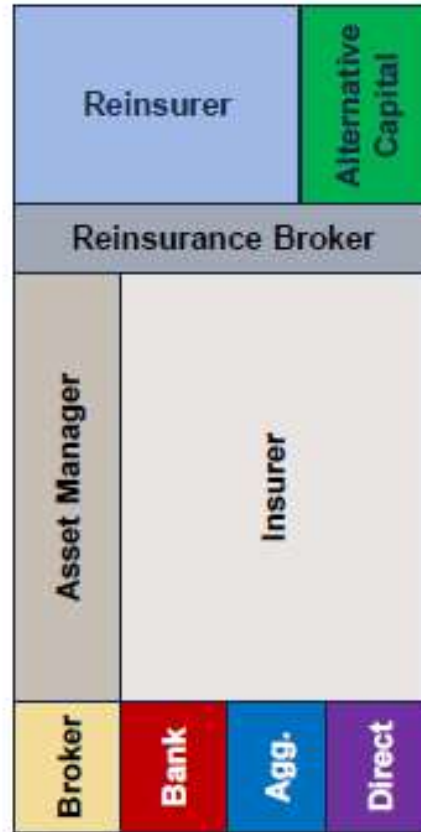 Reinsurer
Alternative
Capital
Reinsurance Broker
Asset Manager
Insurer
Broker
Bank
Agg.
Direct